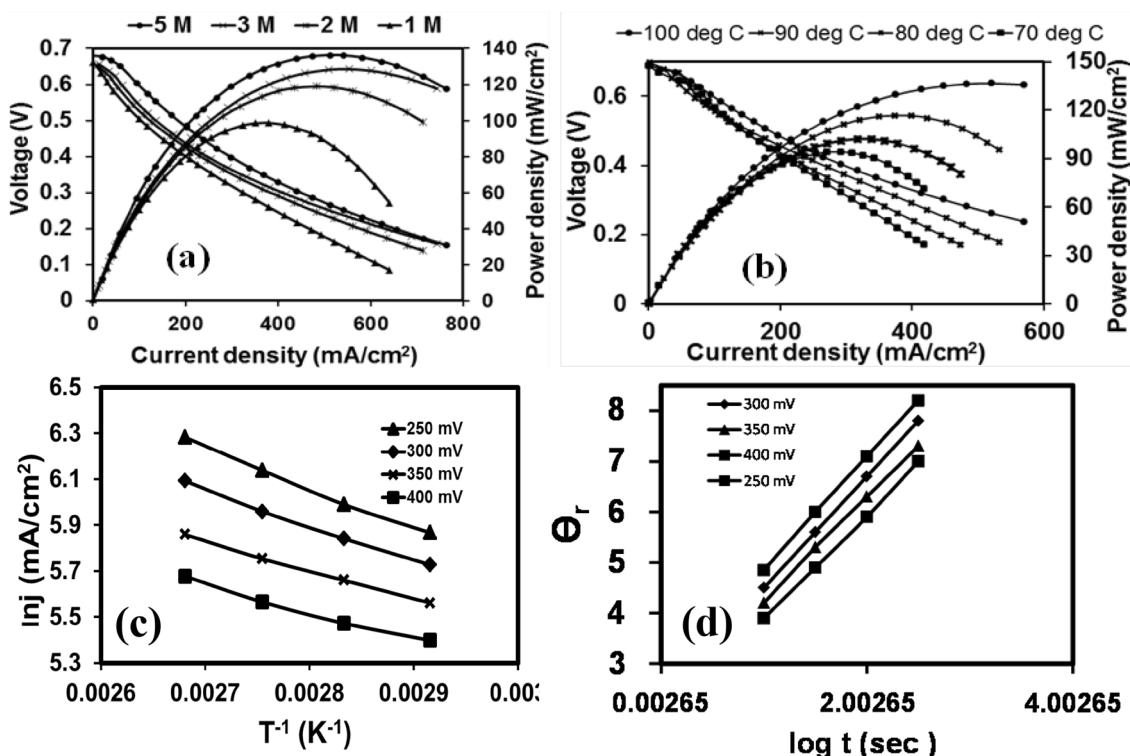 5 M 3 M 2 M 1 M
0.7
0.6
0.5
0.4
0.3
0.2
0.1
0
Voltage (V)
140
120
100
80
60
40
20
0
Power density (mW/cm²)
(a)
0 200 400 600 800
Current density (mA/cm²)
100 deg C 90 deg C 80 deg C 70 deg C
0.6
0.4
0.2
0
Voltage (V)
150
120
90
60
30
0
Power density (mW/cm²)
(b)
0 200 400 600
Current density (mA/cm²)
6.5
6.3
6.1
5.9
5.7
5.5
5.3
lnj (mA/cm²)
250 mV
300 mV
350 mV
400 mV
(c)
0.0026 0.0027 0.0028 0.0029 0.003
T⁻¹ (K⁻¹)
8
7
6
5
4
3
Θr
300 mV
350 mV
400 mV
250 mV
(d)
0.00265 2.00265 4.00265
log t (sec )